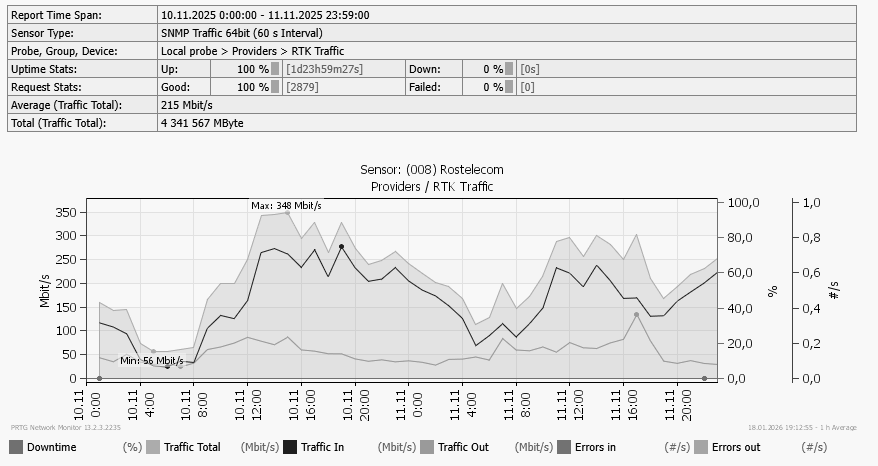 Report Time Span: 10.11.2025 0:00:00 - 11.11.2025 23:59:00
Sensor Type: SNMP Traffic 64bit (60 s Interval)
Probe, Group, Device: Local probe > Providers > RTK Traffic
Uptime Stats: Up: 100 % [1d23h59m27s] Down: 0 % [0s]
Request Stats: Good: 100 % [2879] Failed: 0 % [0]
Average (Traffic Total): 215 Mbit/s
Total (Traffic Total): 4 341 567 MByte
Sensor: (008) Rostelecom
Providers / RTK Traffic
Max: 348 Mbit/s
Min: 56 Mbit/s
Mbit/s
350
300
250
200
150
100
50
0
100,0
80,0
60,0
40,0
20,0
0,0
%
1,0
0,8
0,6
0,4
0,2
0,0
#/s
10.11 0:00
10.11 4:00
10.11 8:00
10.11 12:00
10.11 16:00
10.11 20:00
11.11 0:00
11.11 4:00
11.11 8:00
11.11 12:00
11.11 16:00
11.11 20:00
PRTG Network Monitor 13.2.3.2235 18.01.2026 19:12:55 - 1 h Average
Downtime (%) Traffic Total (Mbit/s) Traffic In (Mbit/s) Traffic Out (Mbit/s) Errors in (#/s) Errors out (#/s)